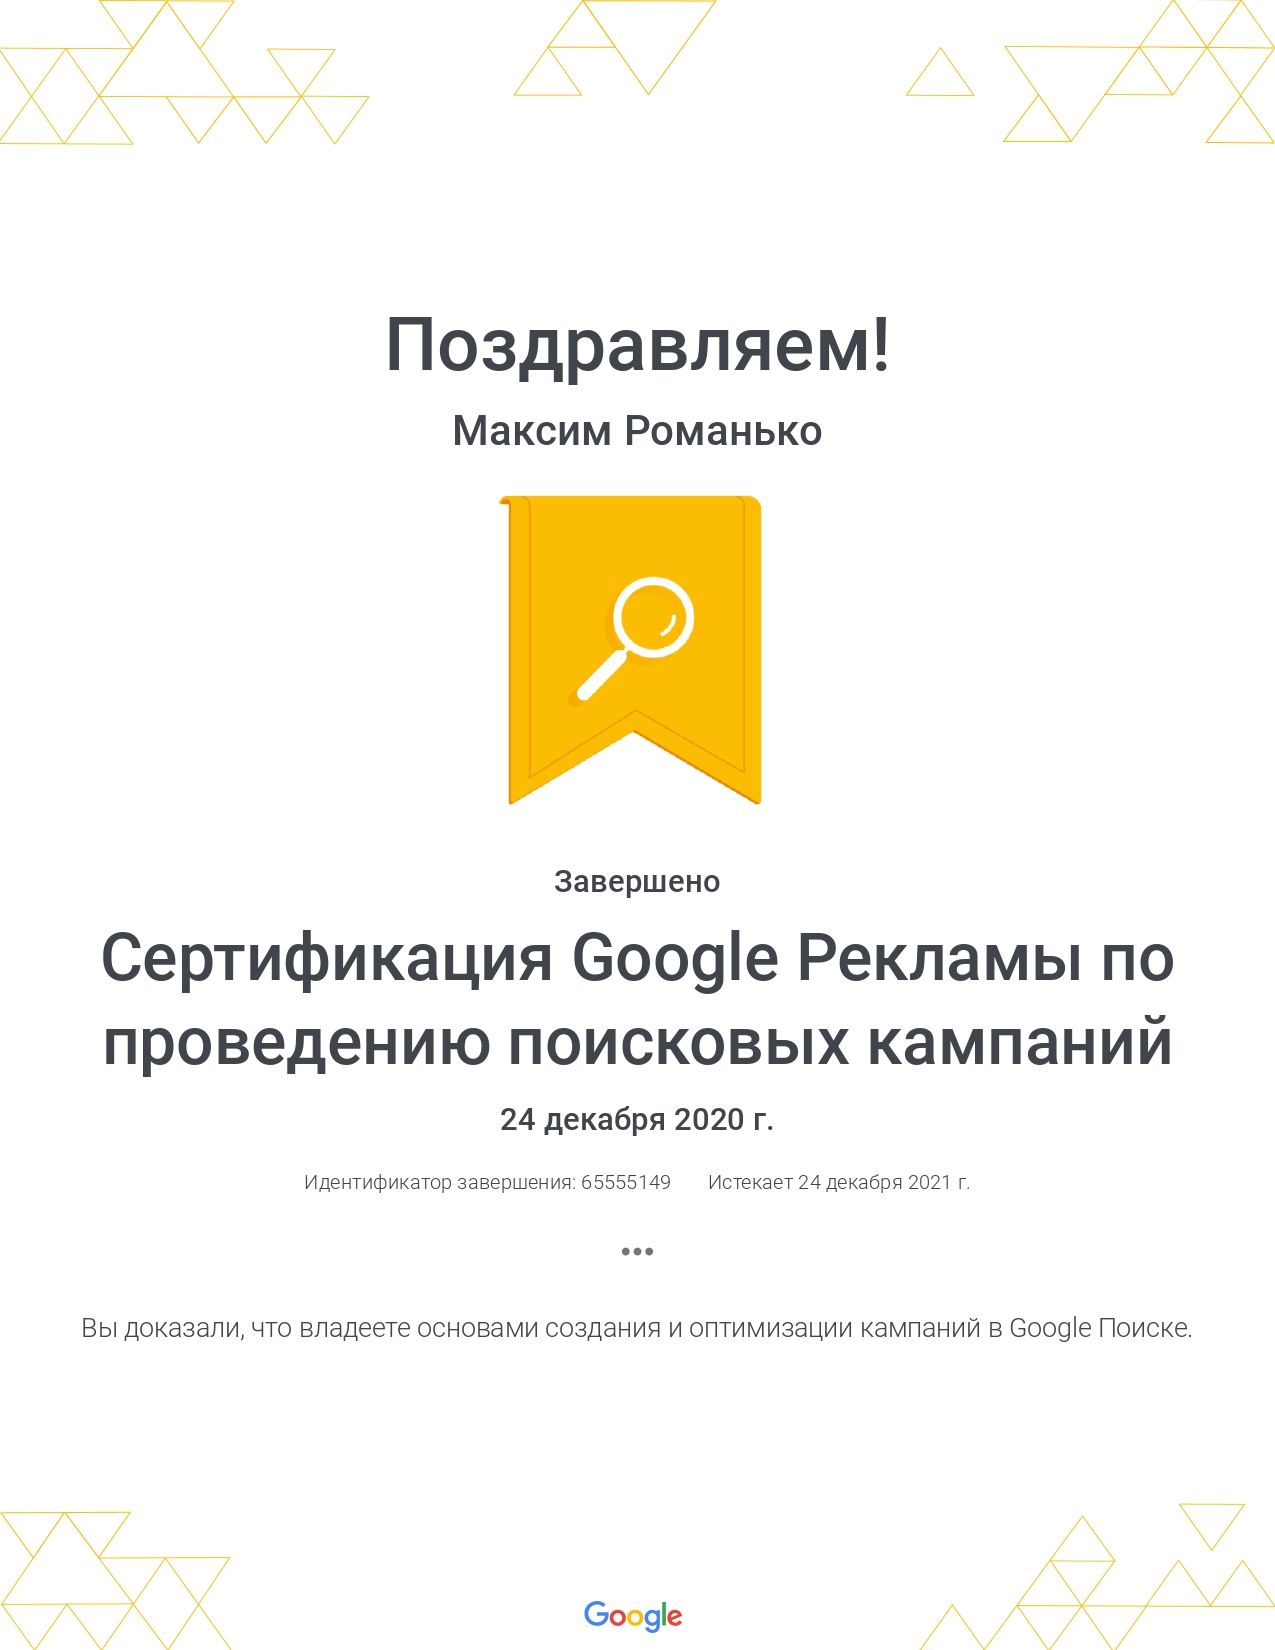 Поздравляем!
Максим Романько
Завершено
Сертификация Google Рекламы по
проведению поисковых кампаний
24 декабря 2020 г.
Идентификатор завершения: 65555149 Истекает 24 декабря 2021 г.
•••
Вы доказали, что владеете основами создания и оптимизации кампаний в Google Поиске.
Google